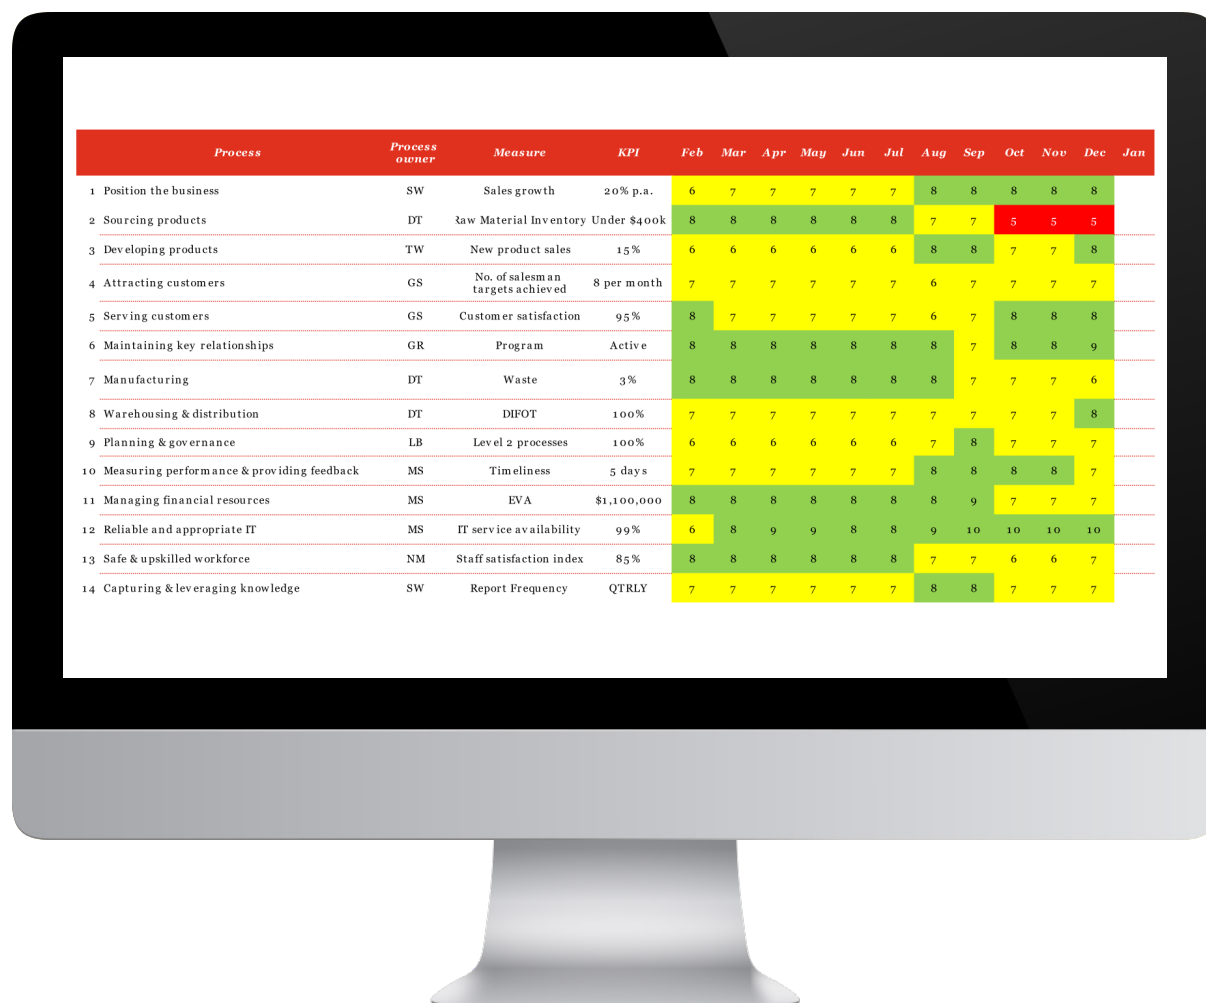 Process Process owner Measure KPI Feb Mar Apr May Jun Jul Aug Sep Oct Nov Dec Jan
1 Position the business SW Sales growth 20% p.a. 6 7 7 7 7 7 8 8 8 8 8
2 Sourcing products DT Raw Material Inventory Under $400k 8 8 8 8 8 8 7 7 5 5 5
3 Developing products TW New product sales 15% 6 6 6 6 6 6 8 8 7 7 8
4 Attracting customers GS No. of salesman targets achieved 8 per month 7 7 7 7 7 7 6 7 7 7 7
5 Serving customers GS Customer satisfaction 95% 8 7 7 7 7 7 6 7 8 8 8
6 Maintaining key relationships GR Program Active 8 8 8 8 8 8 8 7 8 8 9
7 Manufacturing DT Waste 3% 8 8 8 8 8 8 8 7 7 7 6
8 Warehousing & distribution DT DIFOT 100% 7 7 7 7 7 7 7 7 7 7 8
9 Planning & governance LB Level 2 processes 100% 6 6 6 6 6 6 7 8 7 7 7
10 Measuring performance & providing feedback MS Timeliness 5 days 7 7 7 7 7 7 8 8 8 8 7
11 Managing financial resources MS EVA $1,100,000 8 8 8 8 8 8 8 9 7 7 7
12 Reliable and appropriate IT MS IT service availability 99% 6 8 9 9 8 8 9 10 10 10 10
13 Safe & upskilled workforce NM Staff satisfaction index 85% 8 8 8 8 8 8 7 7 6 6 7
14 Capturing & leveraging knowledge SW Report Frequency QTRLY 7 7 7 7 7 7 8 8 7 7 7